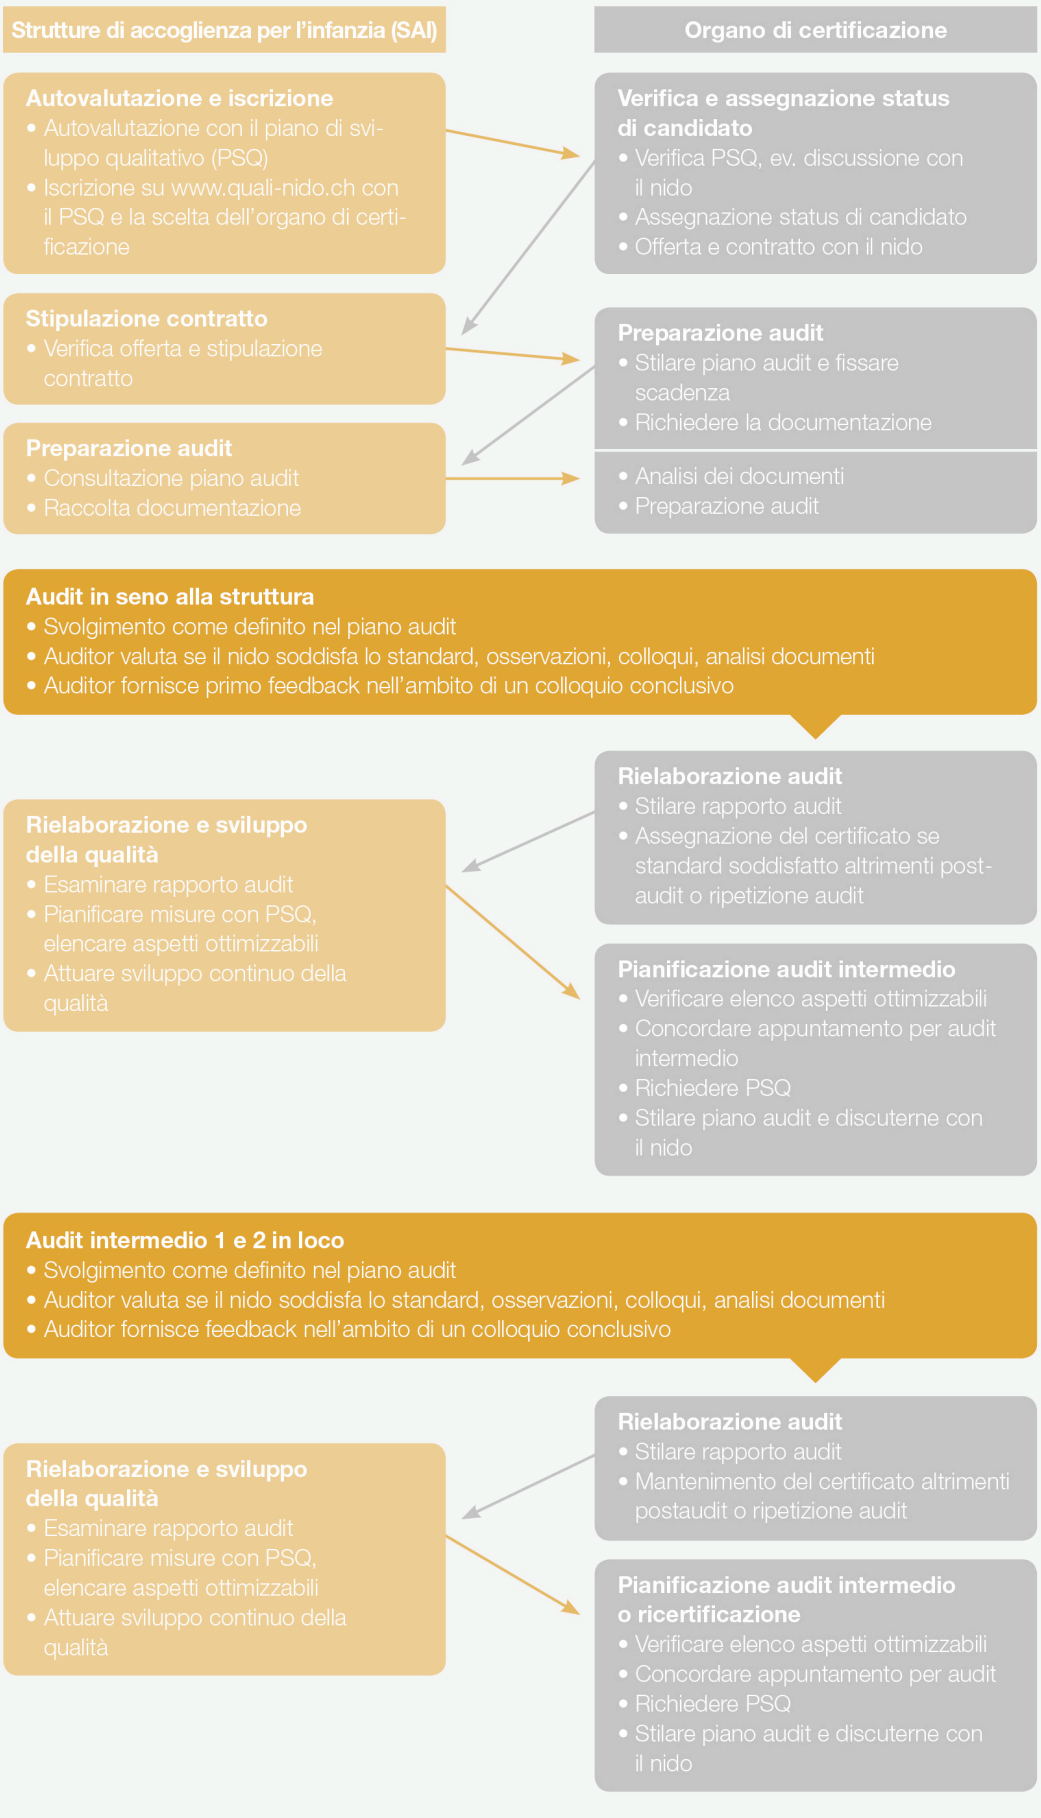 Strutture di accoglienza per l'infanzia (SAI)
Organo di certificazione
Autovalutazione e iscrizione
• Autovalutazione con il piano di svi-
luppo qualitativo (PSQ)
• Iscrizione su www.quali-nido.ch con
il PSQ e la scelta dell'organo di certi-
ficazione
Verifica e assegnazione status
di candidato
• Verifica PSQ, ev. discussione con
il nido
• Assegnazione status di candidato
• Offerta e contratto con il nido
Stipulazione contratto
• Verifica offerta e stipulazione
contratto
Preparazione audit
• Stilare piano audit e fissare
scadenza
• Richiedere la documentazione
Preparazione audit
• Consultazione piano audit
• Raccolta documentazione
• Analisi dei documenti
• Preparazione audit
Audit in seno alla struttura
• Svolgimento come definito nel piano audit
• Auditor valuta se il nido soddisfa lo standard, osservazioni, colloqui, analisi documenti
• Auditor fornisce primo feedback nell'ambito di un colloquio conclusivo
Rielaborazione audit
• Stilare rapporto audit
• Assegnazione del certificato se
standard soddisfatto altrimenti post-
audit o ripetizione audit
Rielaborazione e sviluppo
della qualità
• Esaminare rapporto audit
• Pianificare misure con PSQ,
elencare aspetti ottimizzabili
• Attuare sviluppo continuo della
qualità
Pianificazione audit intermedio
• Verificare elenco aspetti ottimizzabili
• Concordare appuntamento per audit
intermedio
• Richiedere PSQ
• Stilare piano audit e discuterne con
il nido
Audit intermedio 1 e 2 in loco
• Svolgimento come definito nel piano audit
• Auditor valuta se il nido soddisfa lo standard, osservazioni, colloqui, analisi documenti
• Auditor fornisce feedback nell'ambito di un colloquio conclusivo
Rielaborazione audit
• Stilare rapporto audit
• Mantenimento del certificato altrimenti
postaudit o ripetizione audit
Rielaborazione e sviluppo
della qualità
• Esaminare rapporto audit
• Pianificare misure con PSQ,
elencare aspetti ottimizzabili
• Attuare sviluppo continuo della
qualità
Pianificazione audit intermedio
o ricertificazione
• Verificare elenco aspetti ottimizzabili
• Concordare appuntamento per audit
• Richiedere PSQ
• Stilare piano audit e discuterne con
il nido